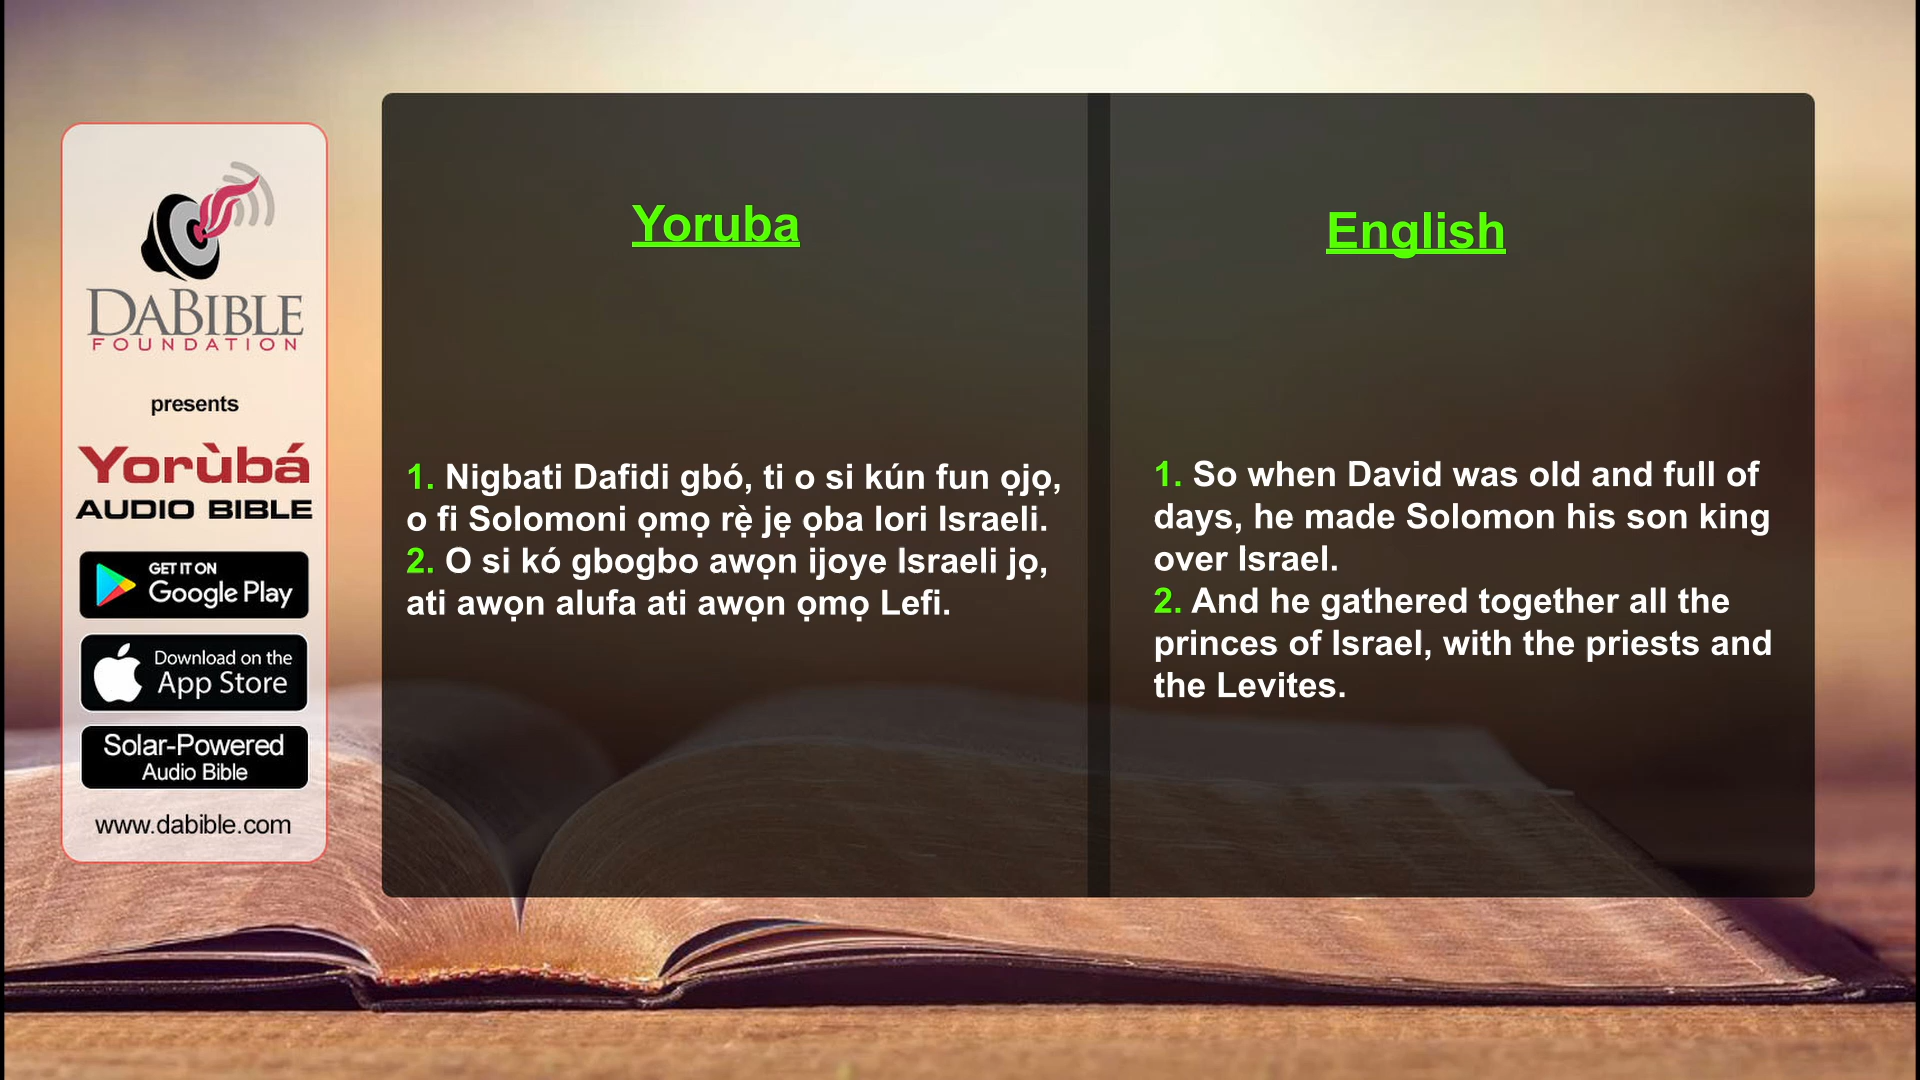 DABIBLE
FOUNDATION
presents
Yorùbá
AUDIO BIBLE
GET IT ON
Google Play
Download on the
App Store
Solar-Powered
Audio Bible
www.dabible.com
Yoruba
1. Nigbati Dafidi gbó, ti o si kún fun ọjọ,
o fi Solomoni ọmọ rẹ̀ jẹ ọba lori Israeli.
2. O si kó gbogbo awọn ijoye Israeli jọ,
ati awọn alufa ati awọn ọmọ Lefi.
English
1. So when David was old and full of
days, he made Solomon his son king
over Israel.
2. And he gathered together all the
princes of Israel, with the priests and
the Levites.